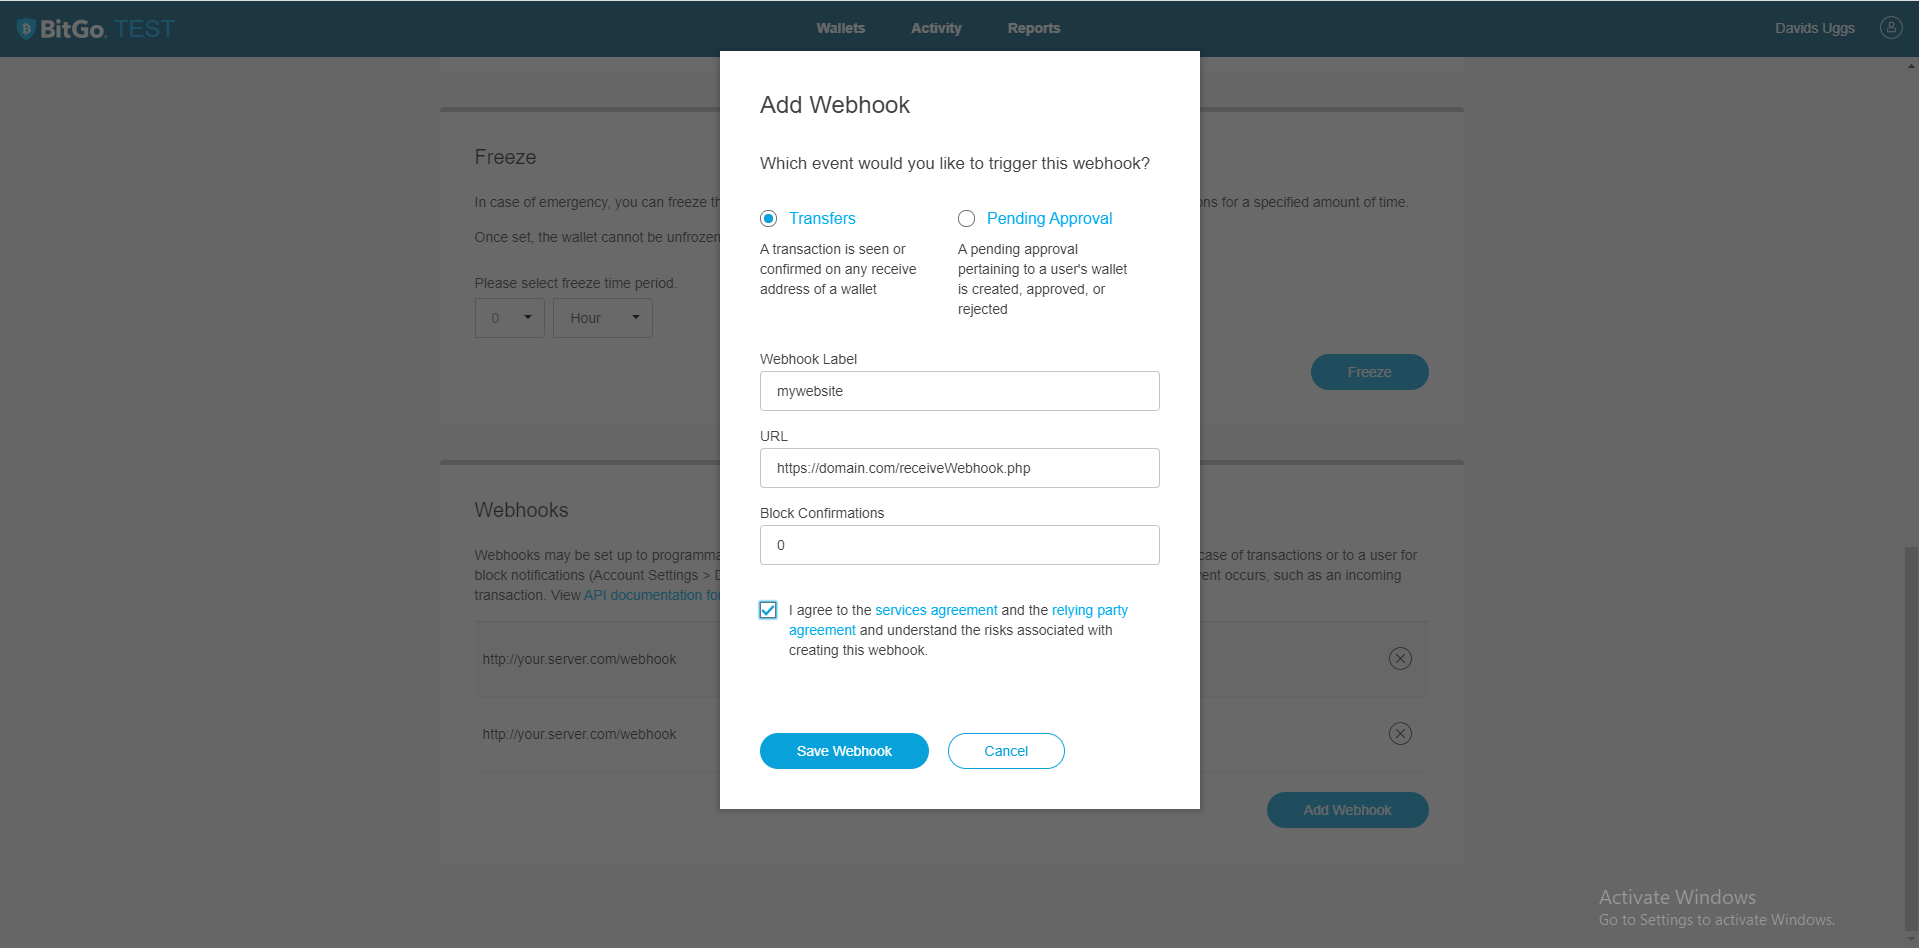 BitGo. TEST
Wallets
Activity
Reports
Davids Uggs
Add Webhook
Which event would you like to trigger this webhook?
Transfers
A transaction is seen or
confirmed on any receive
address of a wallet
Pending Approval
A pending approval
pertaining to a user's wallet
is created, approved, or
rejected
Webhook Label
mywebsite
URL
https://domain.com/receiveWebhook.php
Block Confirmations
0
I agree to the services agreement and the relying party
agreement and understand the risks associated with
creating this webhook.
Save Webhook
Cancel
Freeze
In case of emergency, you can freeze
ns for a specified amount of time.
Once set, the wallet cannot be unfrozen
Please select freeze time period.
0
Hour
Freeze
Webhooks
Webhooks may be set up to
case of transactions or to a user for
block notifications (Account Settings >
occurs, such as an incoming
transaction. View API documentation
http://your.server.com/webhook
http://your.server.com/webhook
Add Webhook
Activate Windows
Go to Settings to activate Windows.